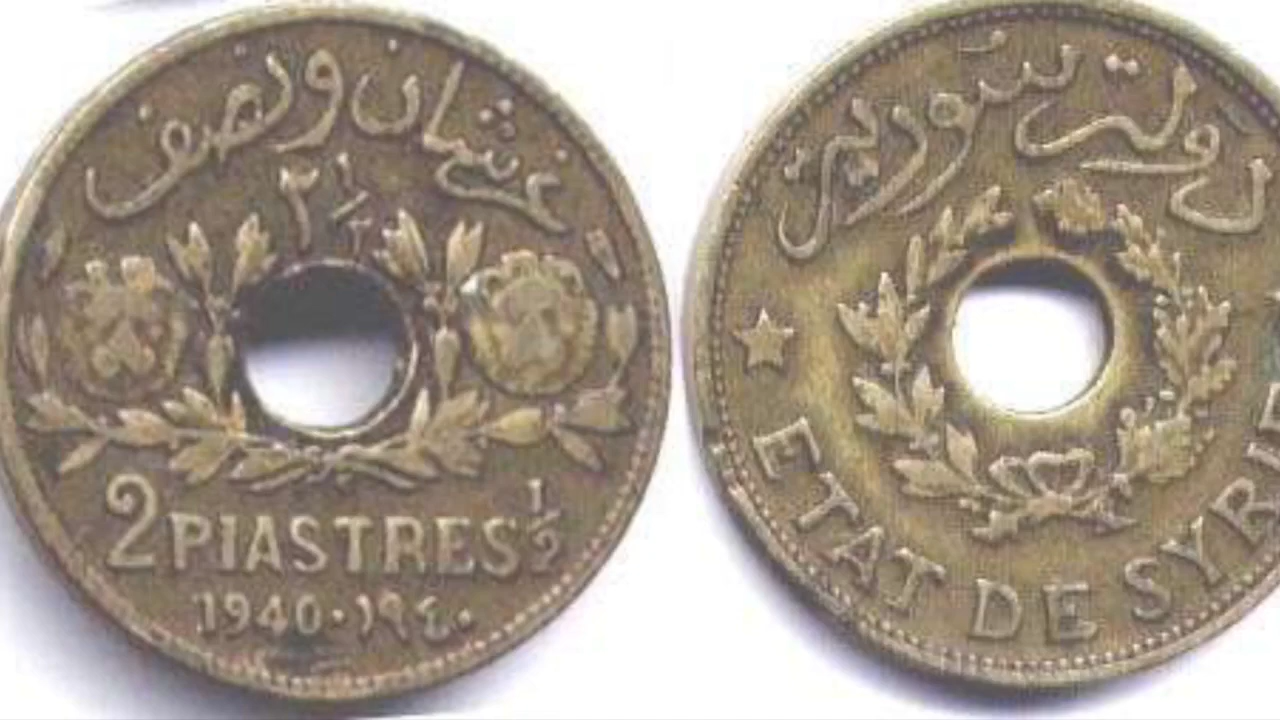 غرشان ونصف
٢ ١/٢
2 PIASTRES 1/2
1940 · ١٩٤٠ ·
دولة سورية
ETAT DE SYRIE